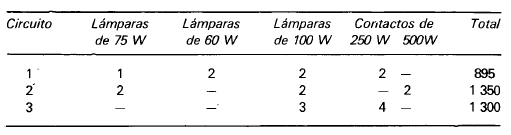 Circuito Lámparas Lámparas Lámparas Contactos de Total
de 75 W de 60 W de 100 W 250 W 500W
1 1 2 2 2 — 895
2 2 — 2 — 2 1 350
3 — — 3 4 — 1 300